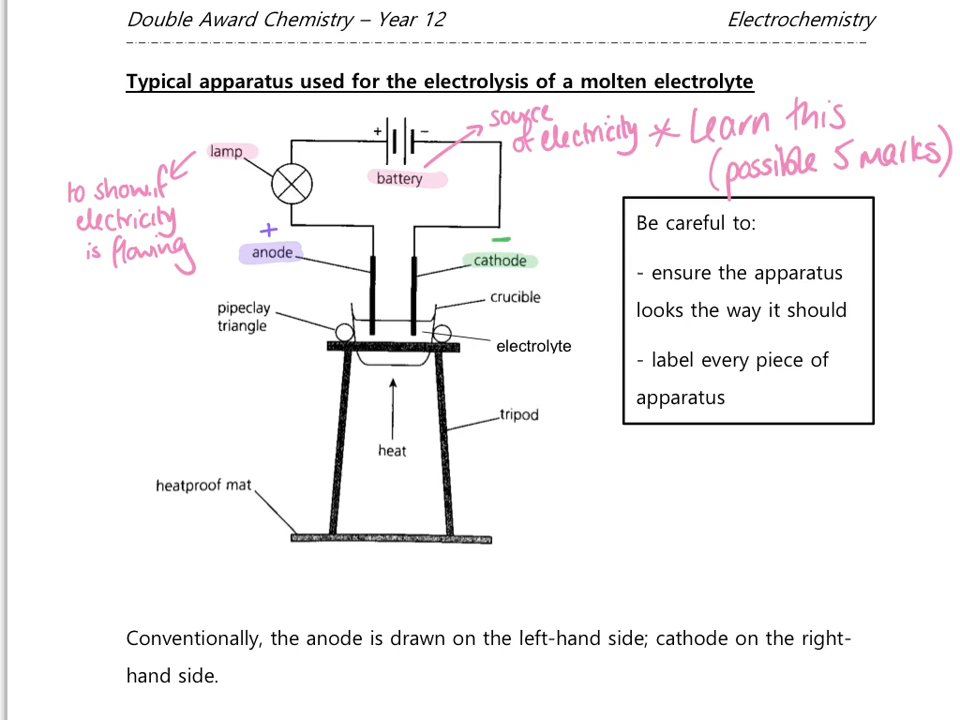 Double Award Chemistry – Year 12 Electrochemistry
Typical apparatus used for the electrolysis of a molten electrolyte
source
of electricity * Learn this
(possible 5 marks)
+ −
lamp
battery
to show if
electricity
is flowing
+
anode
−
cathode
Be careful to:
- ensure the apparatus
looks the way it should
- label every piece of
apparatus
crucible
pipeclay
triangle
electrolyte
tripod
heat
heatproof mat
Conventionally, the anode is drawn on the left-hand side; cathode on the right-
hand side.